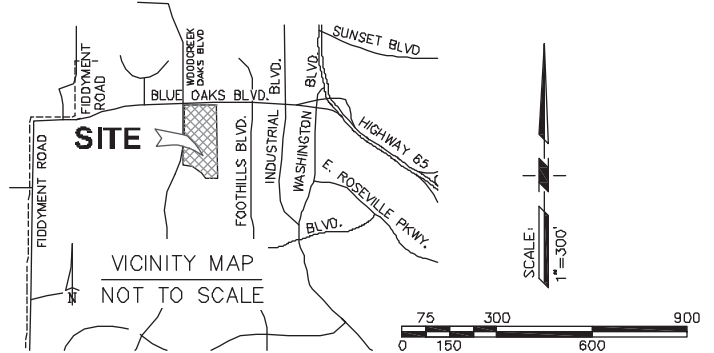 SUNSET BLVD
WOODCREEK
OAKS BLVD
FIDDYMENT
ROAD
BLVD.
BLVD.
BLUE OAKS BLVD.
SITE
FIDDYMENT ROAD
FOOTHILLS BLVD.
INDUSTRIAL
WASHINGTON
HIGHWAY 65
E. ROSEVILLE PKWY.
BLVD.
VICINITY MAP
NOT TO SCALE
N
SCALE:
1"=300'
75 300 900
0 150 600